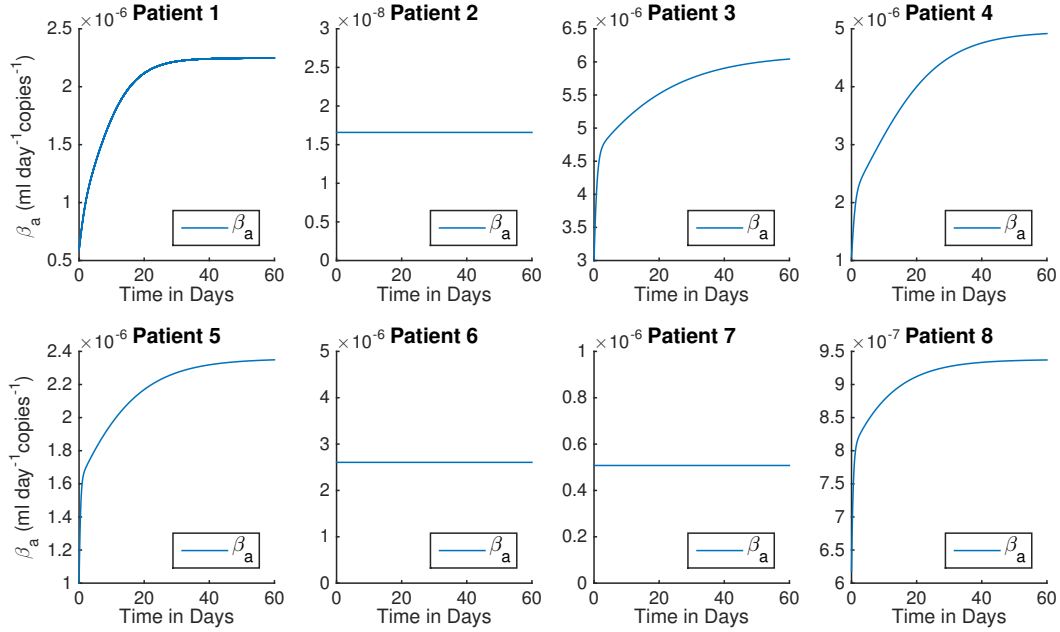 ×10⁻⁶ Patient 1
2.5
2
1.5
1
0.5
β_a (ml day⁻¹copies⁻¹)
β_a
0 20 40 60
Time in Days
×10⁻⁸ Patient 2
3
2.5
2
1.5
1
0.5
0
β_a
0 20 40 60
Time in Days
×10⁻⁶ Patient 3
6.5
6
5.5
5
4.5
4
3.5
3
β_a
0 20 40 60
Time in Days
×10⁻⁶ Patient 4
5
4
3
2
1
β_a
0 20 40 60
Time in Days
×10⁻⁶ Patient 5
2.4
2.2
2
1.8
1.6
1.4
1.2
1
β_a (ml day⁻¹copies⁻¹)
β_a
0 20 40 60
Time in Days
×10⁻⁶ Patient 6
5
4
3
2
1
0
β_a
0 20 40 60
Time in Days
×10⁻⁶ Patient 7
1
0.8
0.6
0.4
0.2
0
β_a
0 20 40 60
Time in Days
×10⁻⁷ Patient 8
9.5
9
8.5
8
7.5
7
6.5
6
β_a
0 20 40 60
Time in Days